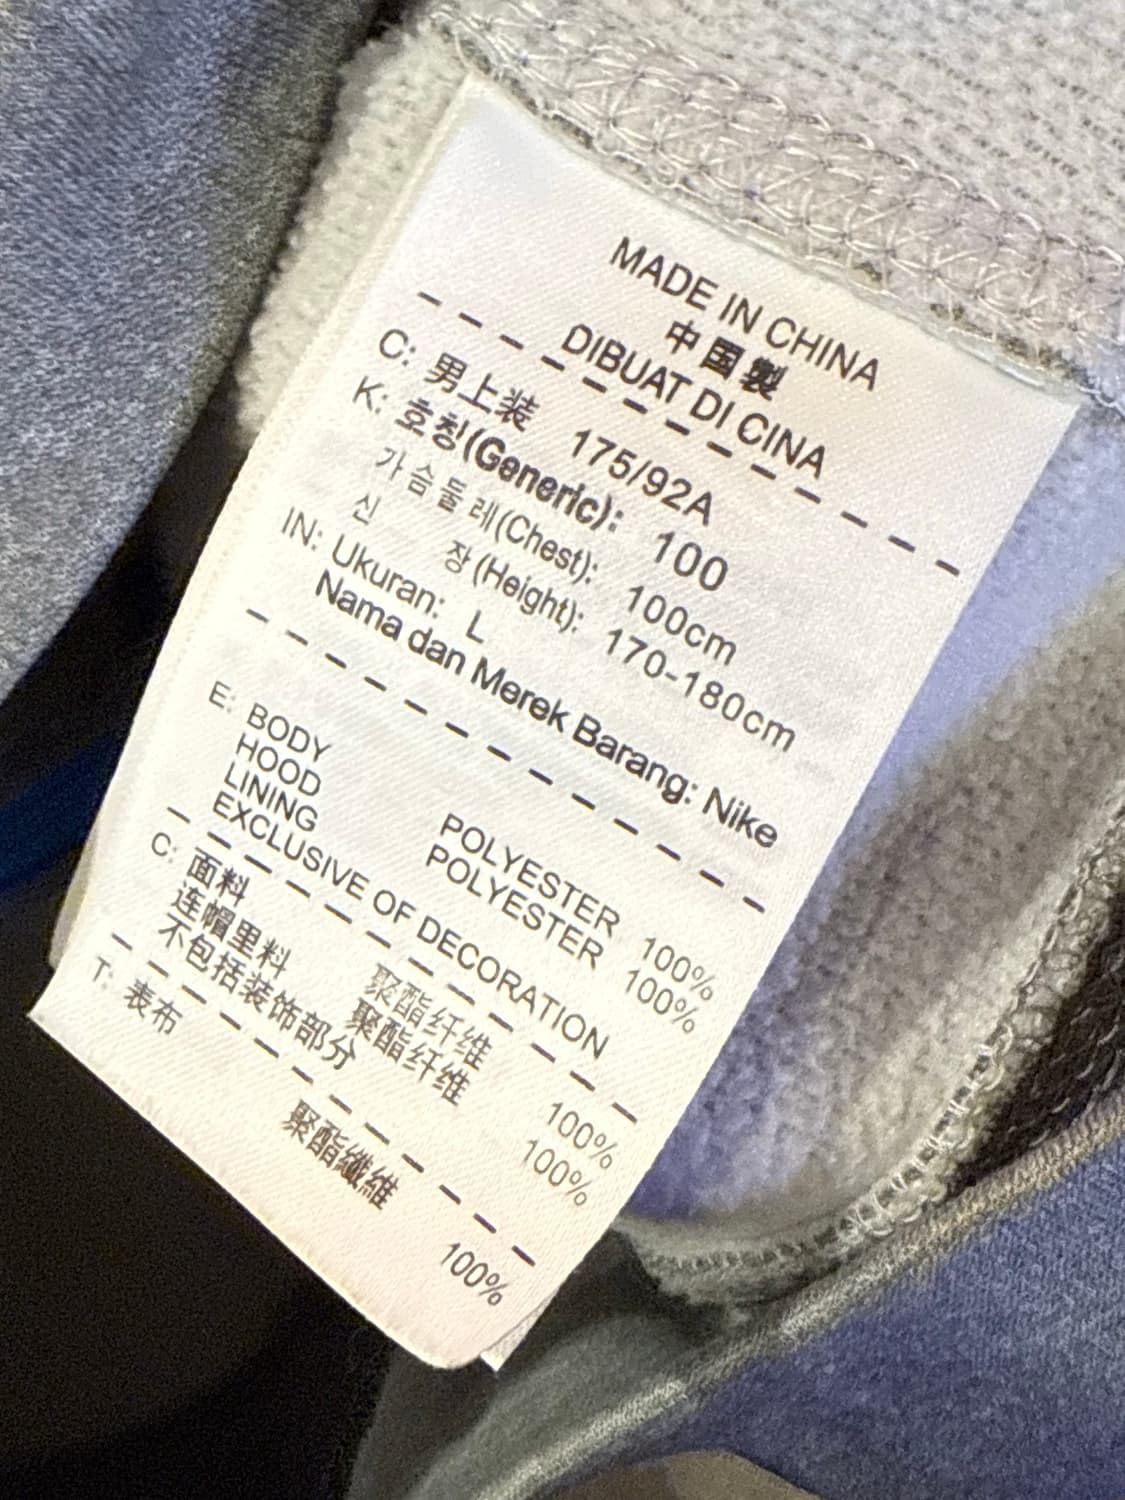 MADE IN CHINA
中国製
DIBUAT DI CINA
C: 男上装 175/92A
K: 호칭(Generic): 100
가슴둘레(Chest): 100cm
신 장(Height): 170-180cm
IN: Ukuran: L
Nama dan Merek Barang: Nike
E: BODY POLYESTER 100%
HOOD LINING POLYESTER 100%
EXCLUSIVE OF DECORATION
C: 面料 聚酯纤维 100%
连帽里料 聚酯纤维 100%
不包括装饰部分
T: 表布 聚酯纖維 100%